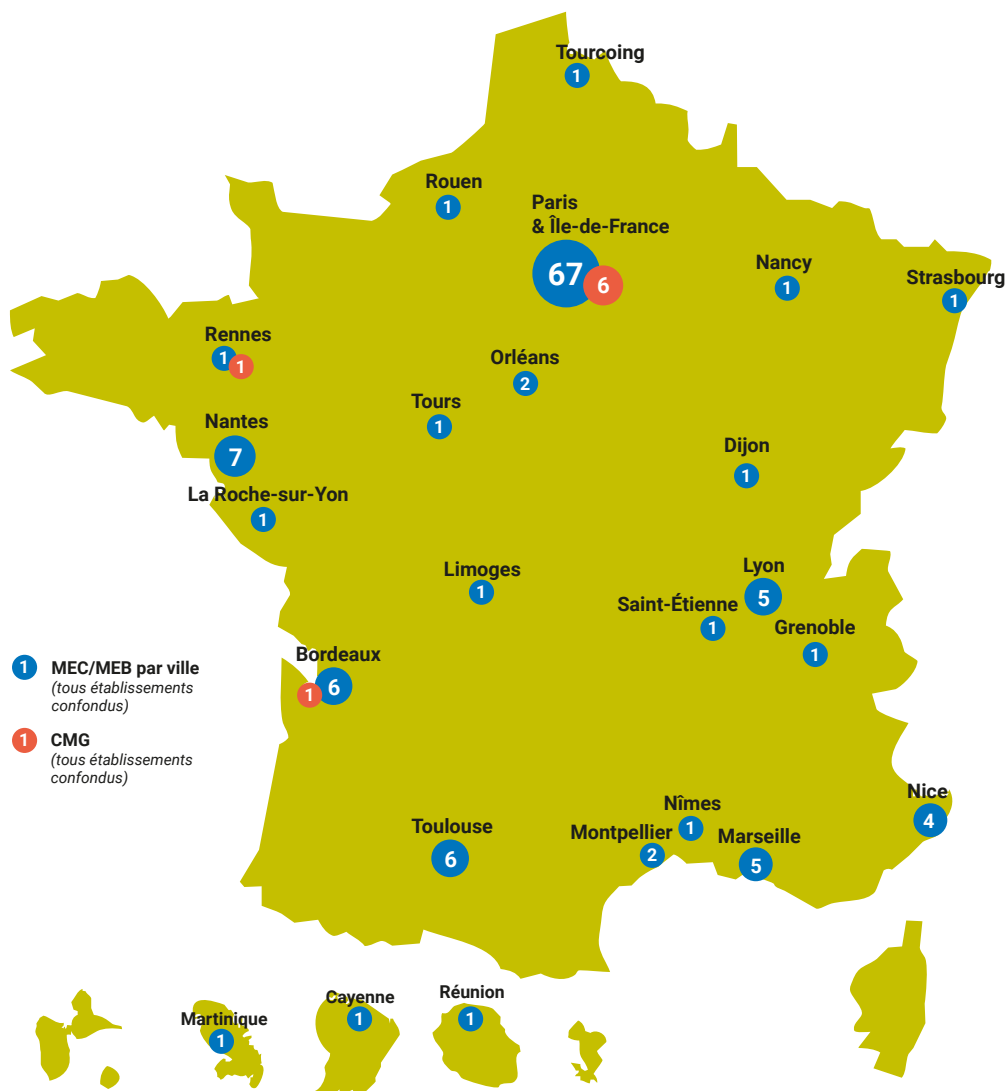 Tourcoing
1
Rouen
1
Paris
& Île-de-France
67
6
Nancy
1
Strasbourg
1
Rennes
1
1
Orléans
2
Tours
1
Nantes
7
Dijon
1
La Roche-sur-Yon
1
Limoges
1
Lyon
5
Saint-Étienne
1
Grenoble
1
Bordeaux
1
6
1 MEC/MEB par ville
(tous établissements
confondus)
1 CMG
(tous établissements
confondus)
Nice
4
Nîmes
1
Toulouse
6
Montpellier
2
Marseille
5
Martinique
1
Cayenne
1
Réunion
1